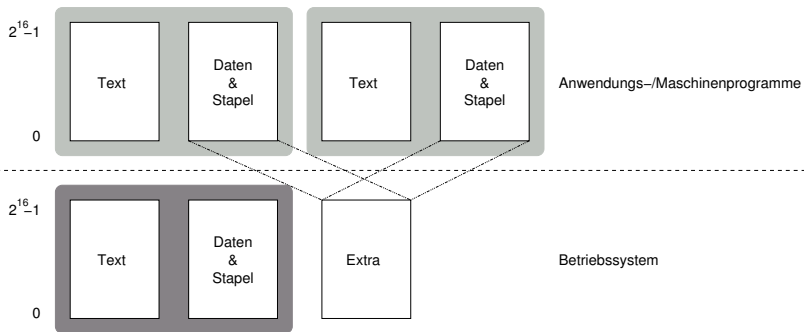 2^16–1
Text
Daten
&
Stapel
Text
Daten
&
Stapel
Anwendungs–/Maschinenprogramme
0
2^16–1
Text
Daten
&
Stapel
Extra
Betriebssystem
0